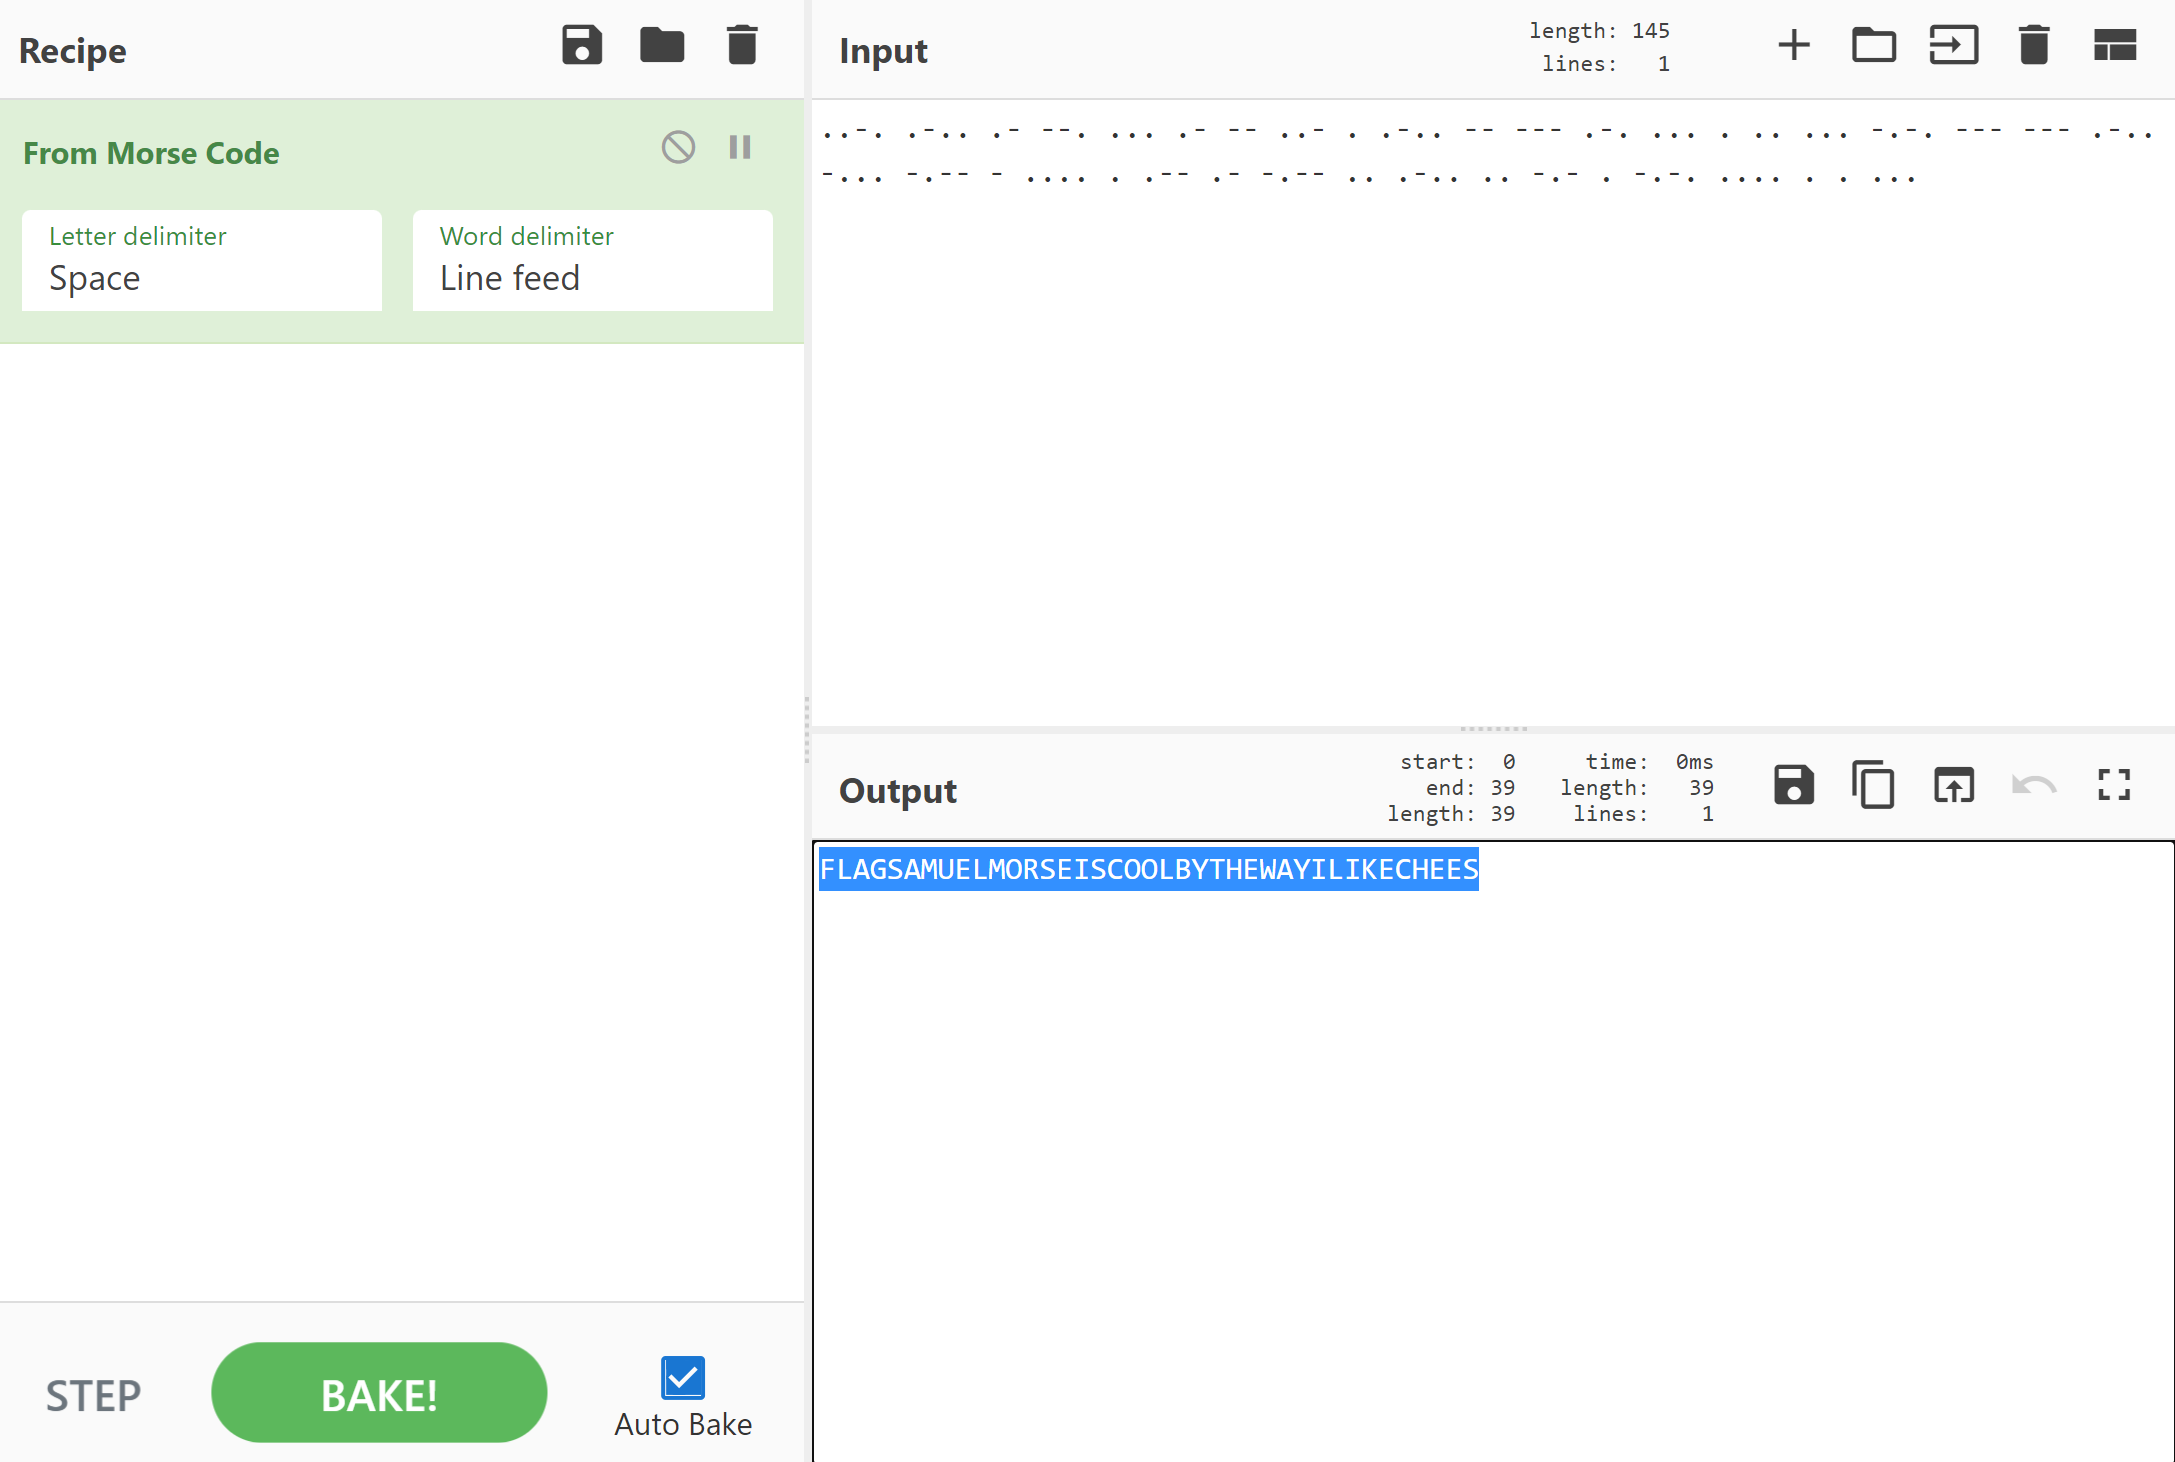 Recipe
From Morse Code
Letter delimiter
Space
Word delimiter
Line feed
STEP
BAKE!
Auto Bake
Input
length: 145
lines: 1
..-. .-.. .- --. ... .- -- ..- . .-.. -- --- .-. ... . .. ... -.-. --- --- .-..
-... -.-- - .... . .-- .- -.-- .. .-.. .. -.- . -.-. .... . . ...
Output
start: 0 time: 0ms
end: 39 length: 39
length: 39 lines: 1
FLAGSAMUELMORSEISCOOLBYTHEWAYILIKECHEES